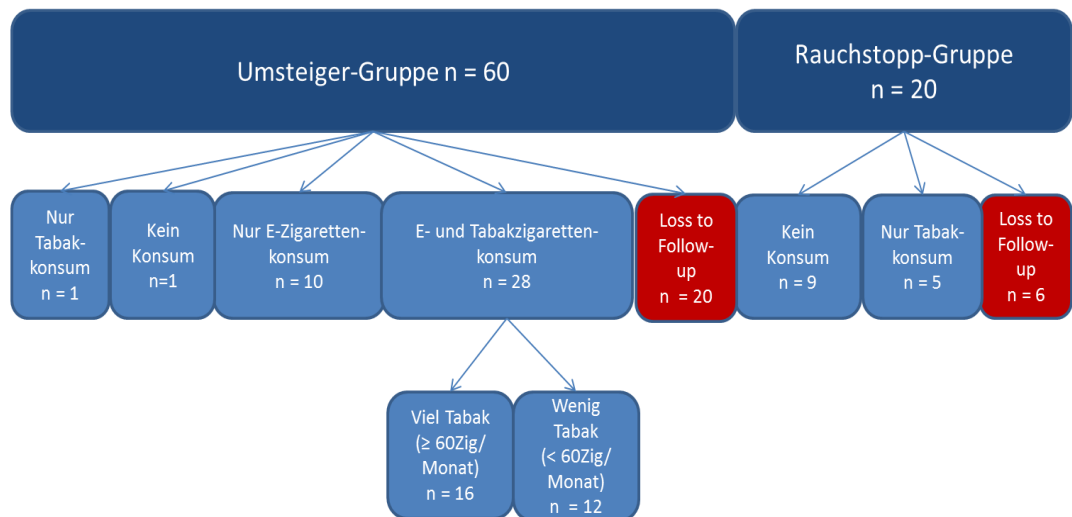 Umsteiger-Gruppe n = 60
Rauchstopp-Gruppe
n = 20
Nur
Tabak-
konsum
n = 1
Kein
Konsum
n=1
Nur E-Zigaretten-
konsum
n = 10
E- und Tabakzigaretten-
konsum
n = 28
Loss to
Follow-
up
n = 20
Kein
Konsum
n = 9
Nur Tabak-
konsum
n = 5
Loss to
Follow-
up
n = 6
Viel Tabak
(≥ 60Zig/
Monat)
n = 16
Wenig
Tabak
(< 60Zig/
Monat)
n = 12